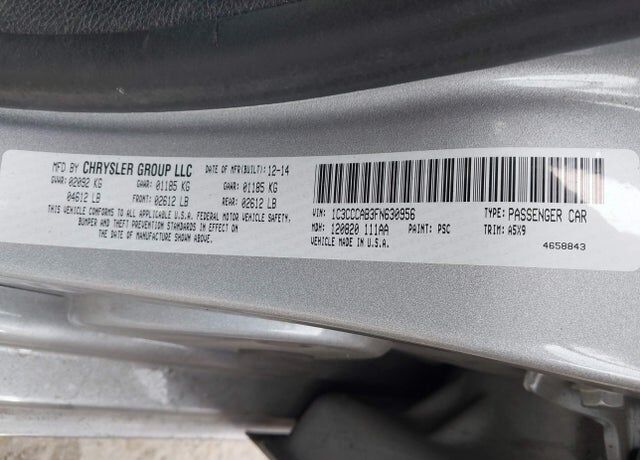 MFD BY CHRYSLER GROUP LLC DATE OF MFR(BUILT): 12-14
GVWR: 02092 KG GAWR: 01185 KG GAWR: 01185 KG
04612 LB FRONT: 02612 LB REAR: 02612 LB
THIS VEHICLE CONFORMS TO ALL APPLICABLE U.S.A. FEDERAL MOTOR VEHICLE SAFETY,
BUMPER AND THEFT PREVENTION STANDARDS IN EFFECT ON
THE DATE OF MANUFACTURE SHOWN ABOVE.
VIN: 1C3CCCAB3FN630956 TYPE: PASSENGER CAR
MDH: 120820 111AA PAINT: PSC TRIM: A5X9
VEHICLE MADE IN U.S.A. 4658843